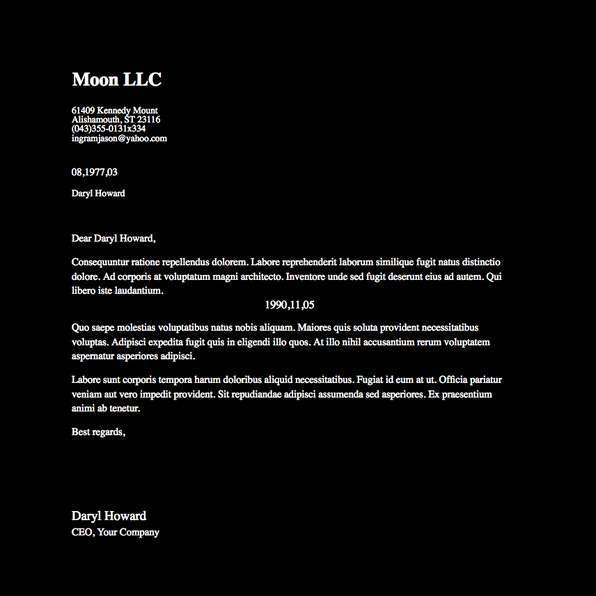 Moon LLC
61409 Kennedy Mount
Alishamouth, ST 23116
(043)355-0131x334
ingramjason@yahoo.com
08,1977,03
Daryl Howard
Dear Daryl Howard,
Consequuntur ratione repellendus dolorem. Labore reprehenderit laborum similique fugit natus distinctio
dolore. Ad corporis at voluptatum magni architecto. Inventore unde sed fugit deserunt eius ad autem. Qui
libero iste laudantium.
1990,11,05
Quo saepe molestias voluptatibus natus nobis aliquam. Maiores quis soluta provident necessitatibus
voluptas. Adipisci expedita fugit quis in eligendi illo quos. At illo nihil accusantium rerum voluptatem
aspernatur asperiores adipisci.
Labore sunt corporis tempora harum doloribus aliquid necessitatibus. Fugiat id eum at ut. Officia pariatur
veniam aut vero impedit provident. Sit repudiandae adipisci assumenda sed asperiores. Ex praesentium
animi ab tenetur.
Best regards,
Daryl Howard
CEO, Your Company